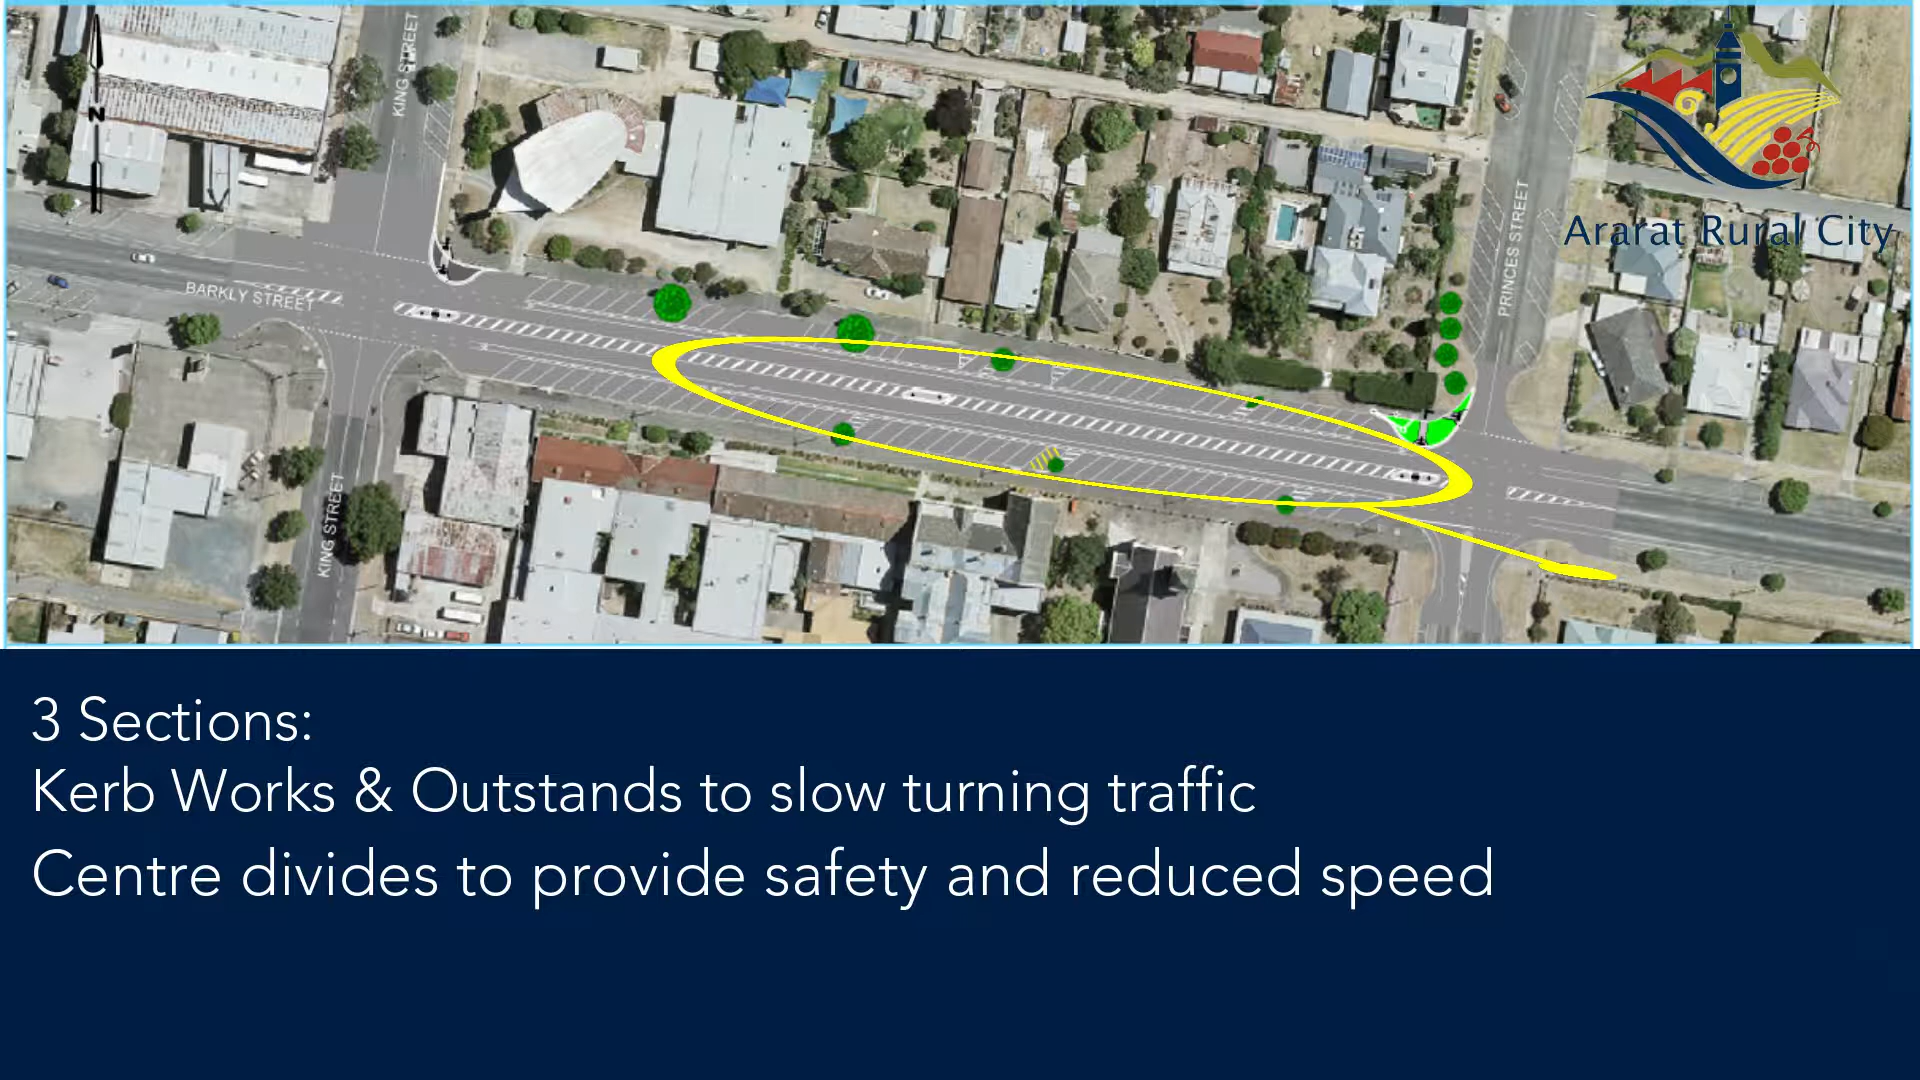 KING STREET
N
Ararat Rural City
PRINCES STREET
BARKLY STREET
KING STREET
3 Sections:
Kerb Works & Outstands to slow turning traffic
Centre divides to provide safety and reduced speed